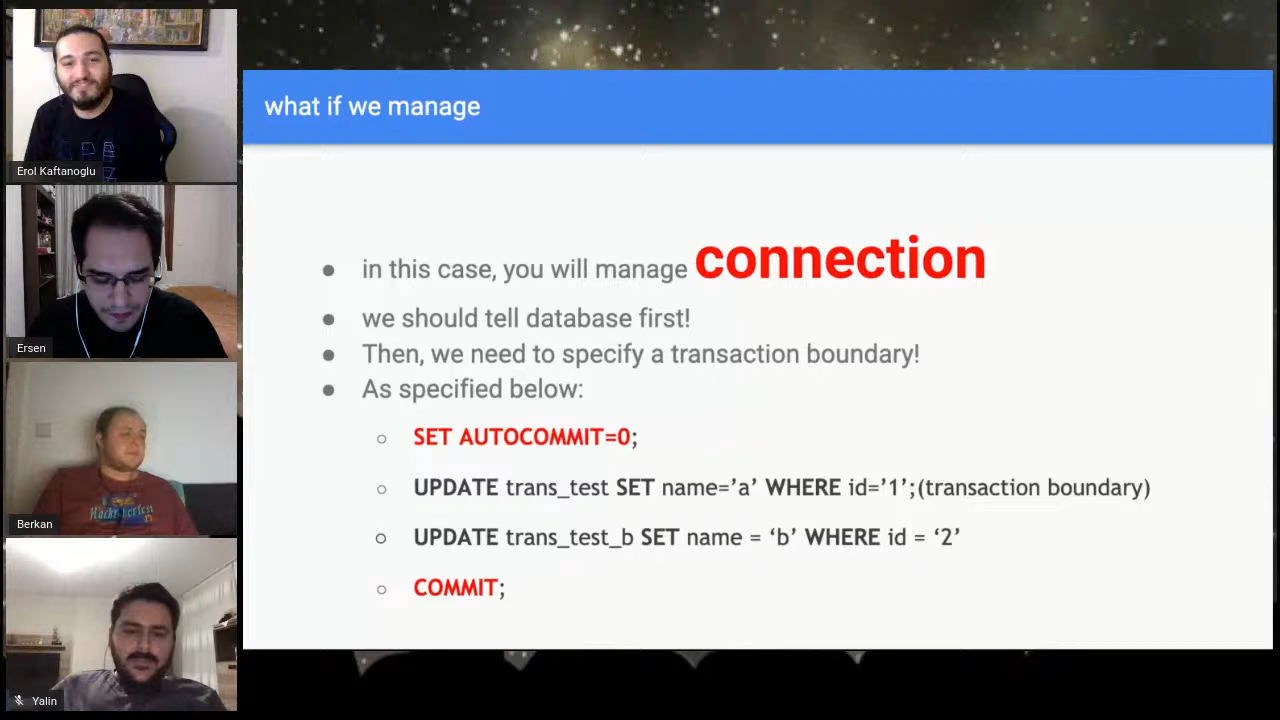 Erol Kaftanoglu
Ersen
Berkan
Yalin
what if we manage
in this case, you will manage connection
we should tell database first!
Then, we need to specify a transaction boundary!
As specified below:
SET AUTOCOMMIT=0;
UPDATE trans_test SET name=’a’ WHERE id=’1’;(transaction boundary)
UPDATE trans_test_b SET name = ‘b’ WHERE id = ‘2’
COMMIT;